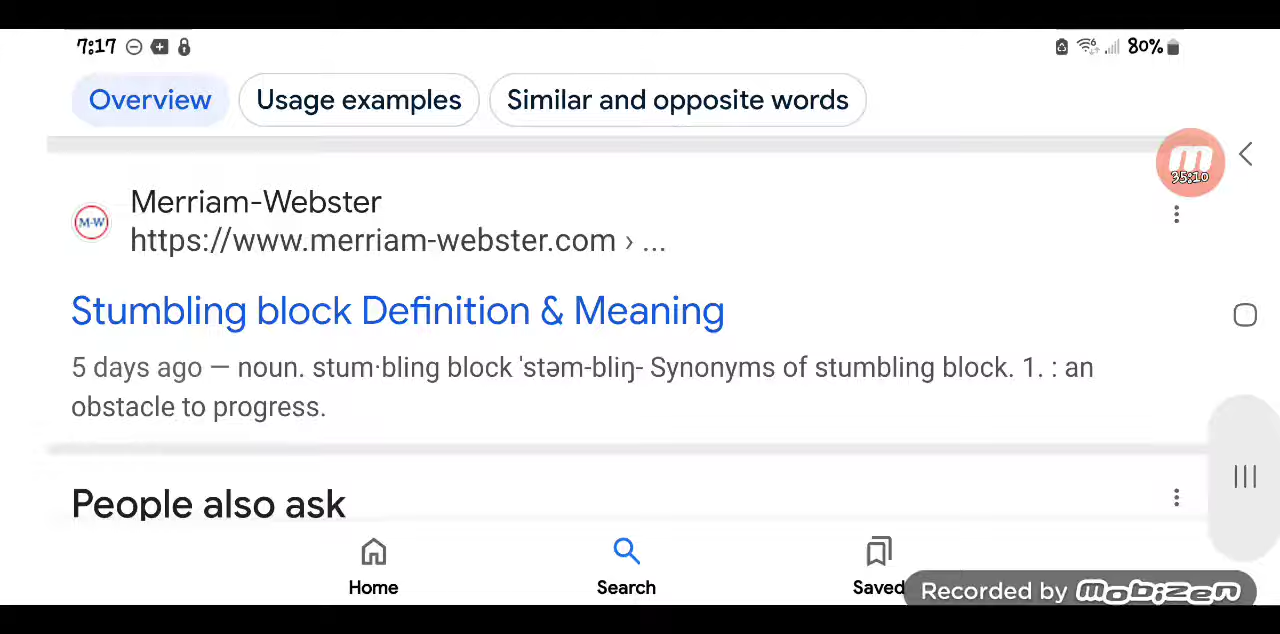 7:17 80%
Overview Usage examples Similar and opposite words
35:10
Merriam-Webster
M-W
https://www.merriam-webster.com › ...
Stumbling block Definition & Meaning
5 days ago — noun. stum·​bling block ˈstəm-bliŋ- Synonyms of stumbling block. 1. : an
obstacle to progress.
People also ask
Home Search Saved
Recorded by mobizen